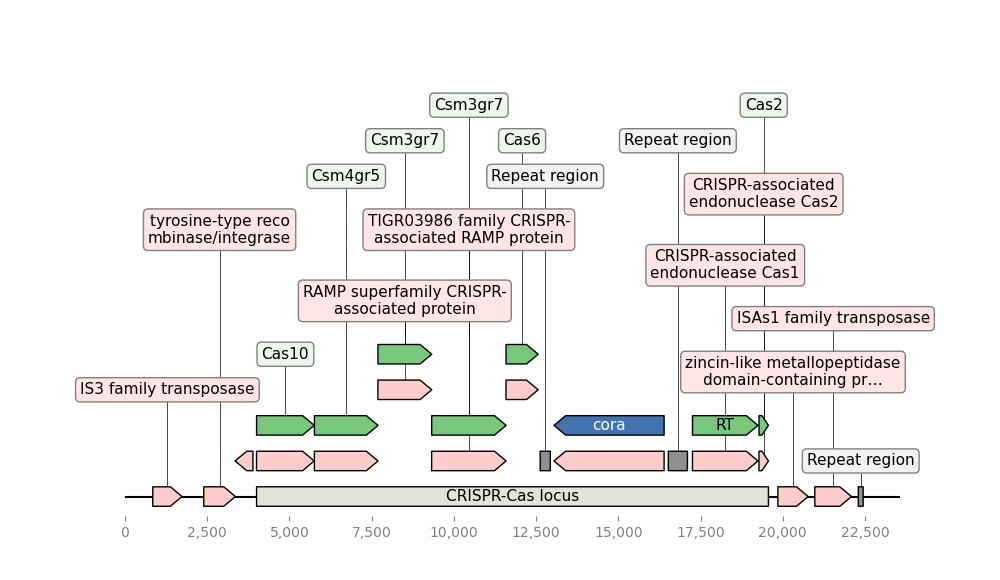 Csm3gr7
Cas2
Csm3gr7
Cas6
Repeat region
Csm4gr5
Repeat region
CRISPR-associated
endonuclease Cas2
tyrosine-type reco
mbinase/integrase
TIGR03986 family CRISPR-
associated RAMP protein
CRISPR-associated
endonuclease Cas1
RAMP superfamily CRISPR-
associated protein
ISAs1 family transposase
Cas10
zincin-like metallopeptidase
domain-containing pr...
IS3 family transposase
cora
RT
Repeat region
CRISPR-Cas locus
0 2,500 5,000 7,500 10,000 12,500 15,000 17,500 20,000 22,500